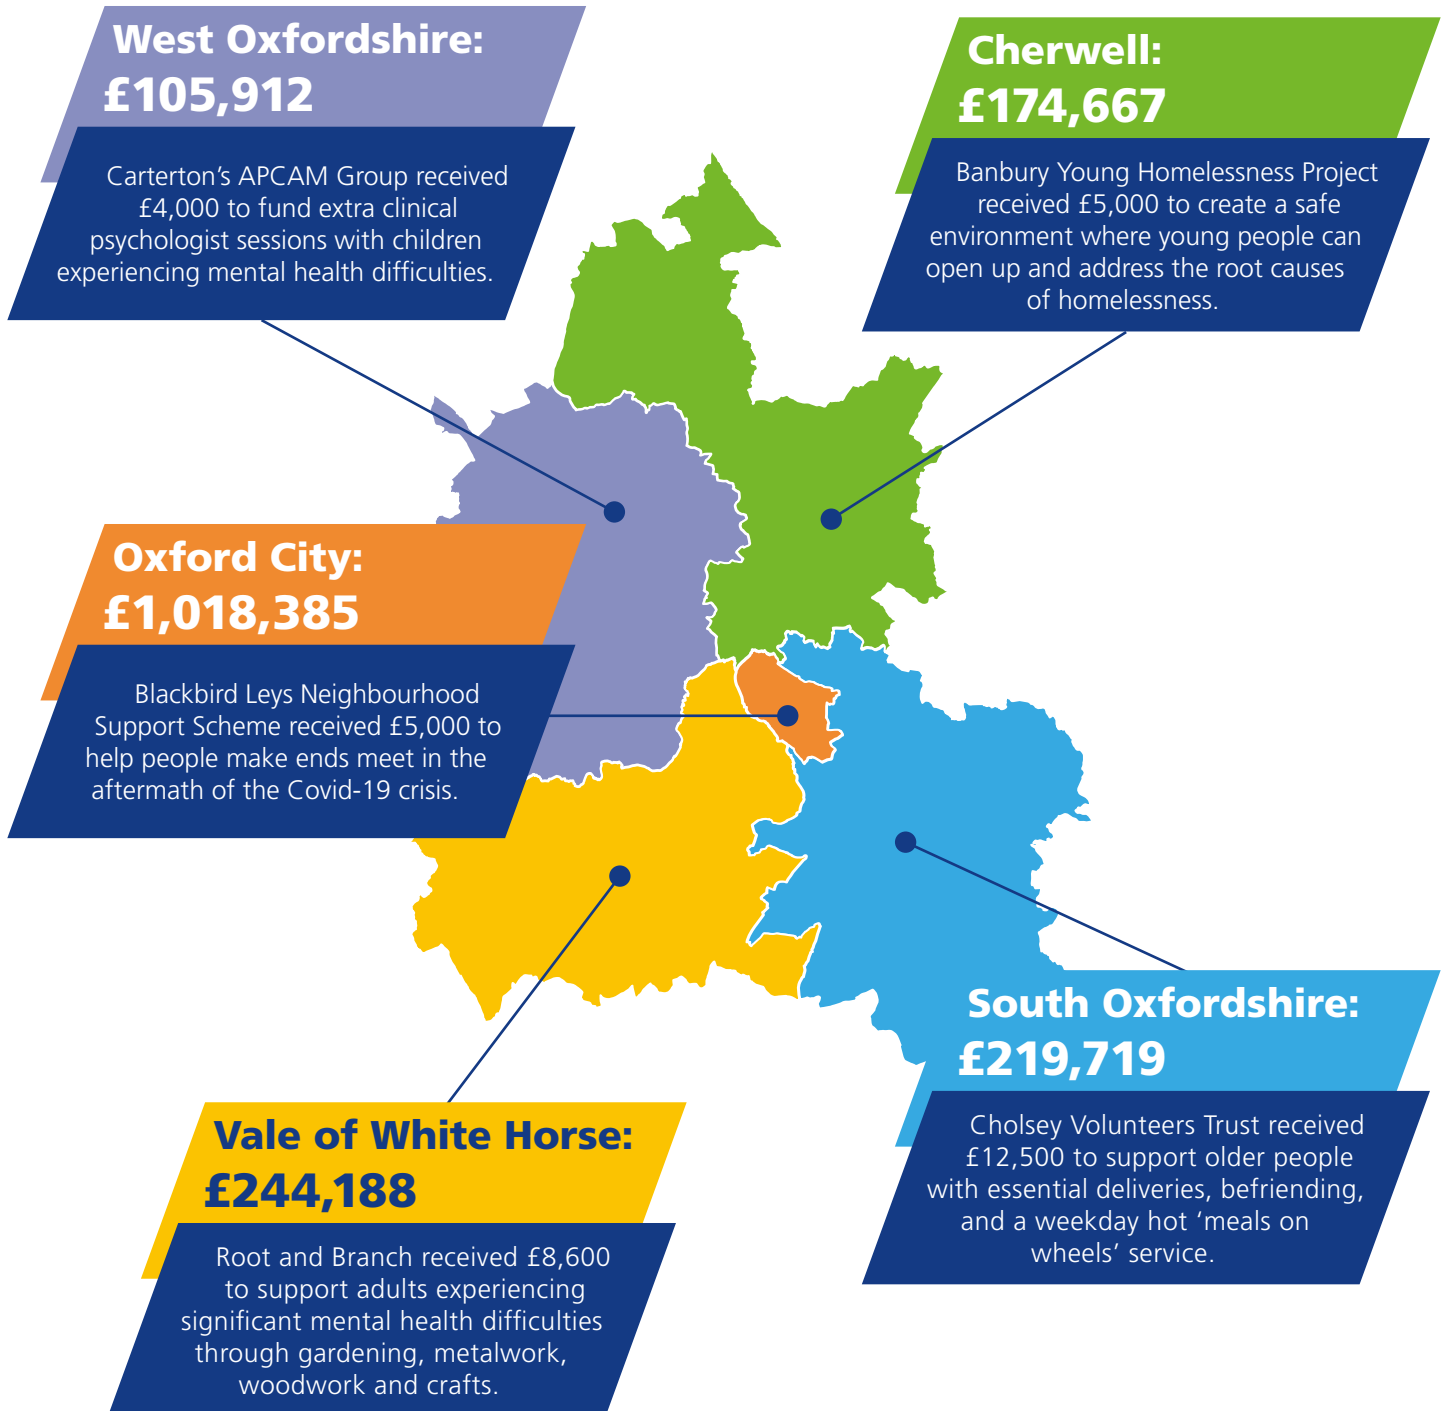 West Oxfordshire:
£105,912
Carterton’s APCAM Group received
£4,000 to fund extra clinical
psychologist sessions with children
experiencing mental health difficulties.
Cherwell:
£174,667
Banbury Young Homelessness Project
received £5,000 to create a safe
environment where young people can
open up and address the root causes
of homelessness.
Oxford City:
£1,018,385
Blackbird Leys Neighbourhood
Support Scheme received £5,000 to
help people make ends meet in the
aftermath of the Covid-19 crisis.
South Oxfordshire:
£219,719
Cholsey Volunteers Trust received
£12,500 to support older people
with essential deliveries, befriending,
and a weekday hot ‘meals on
wheels’ service.
Vale of White Horse:
£244,188
Root and Branch received £8,600
to support adults experiencing
significant mental health difficulties
through gardening, metalwork,
woodwork and crafts.